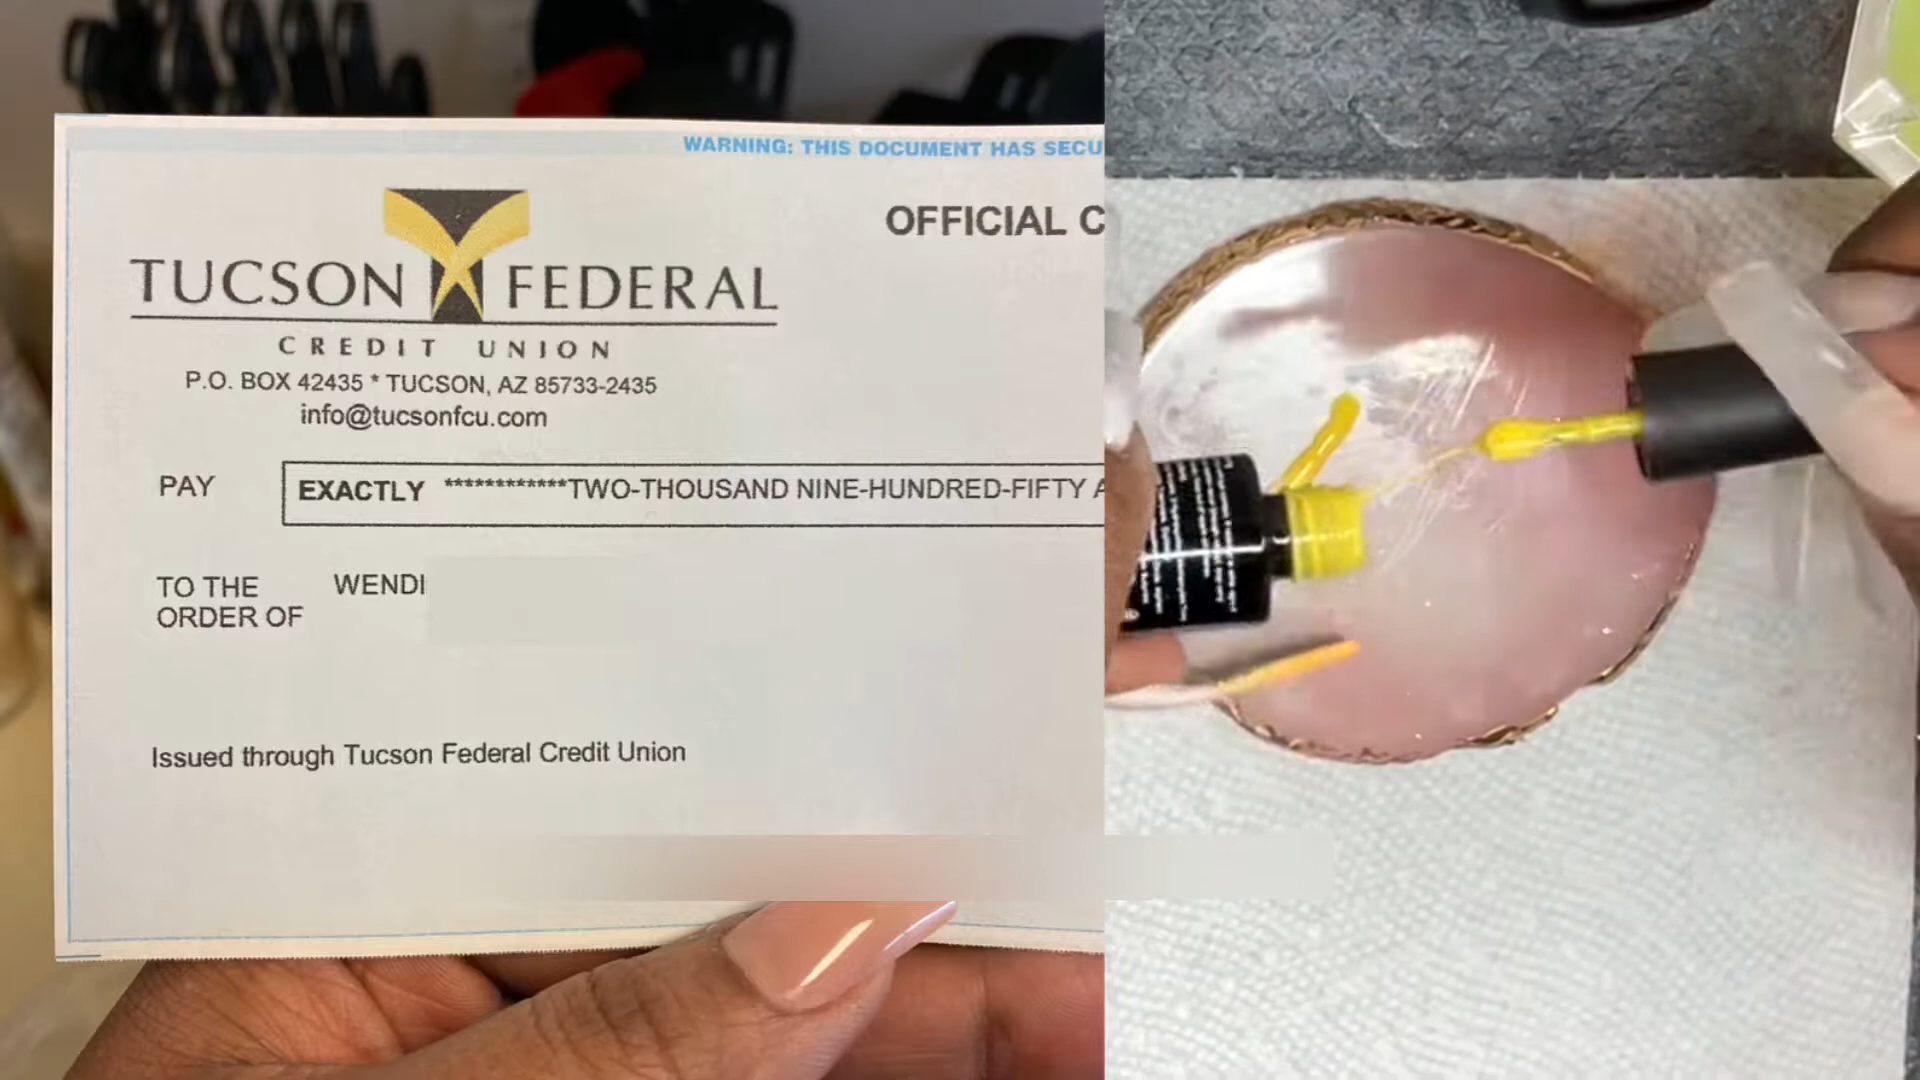 WARNING: THIS DOCUMENT HAS SECU
OFFICIAL C
TUCSON FEDERAL
CREDIT UNION
P.O. BOX 42435 * TUCSON, AZ 85733-2435
info@tucsonfcu.com
PAY EXACTLY ************TWO-THOUSAND NINE-HUNDRED-FIFTY A
TO THE WENDI
ORDER OF
Issued through Tucson Federal Credit Union